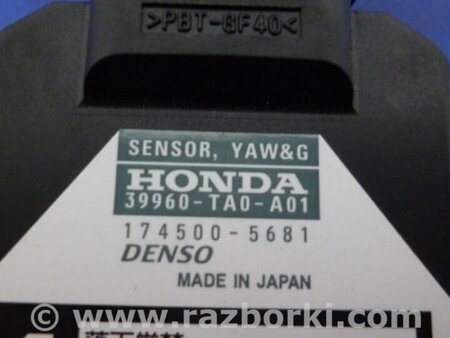 >PBT-GF40<
SENSOR, YAW&G
HONDA
39960-TA0-A01
174500-5681
DENSO
MADE IN JAPAN
© www.razborki.com